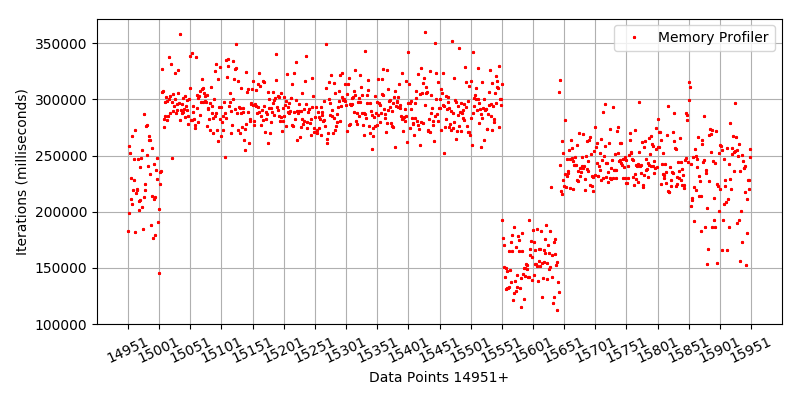 Memory Profiler
350000
300000
250000
200000
150000
100000
Iterations (milliseconds)
14951 15001 15051 15101 15151 15201 15251 15301 15351 15401 15451 15501 15551 15601 15651 15701 15751 15801 15851 15901 15951
Data Points 14951+